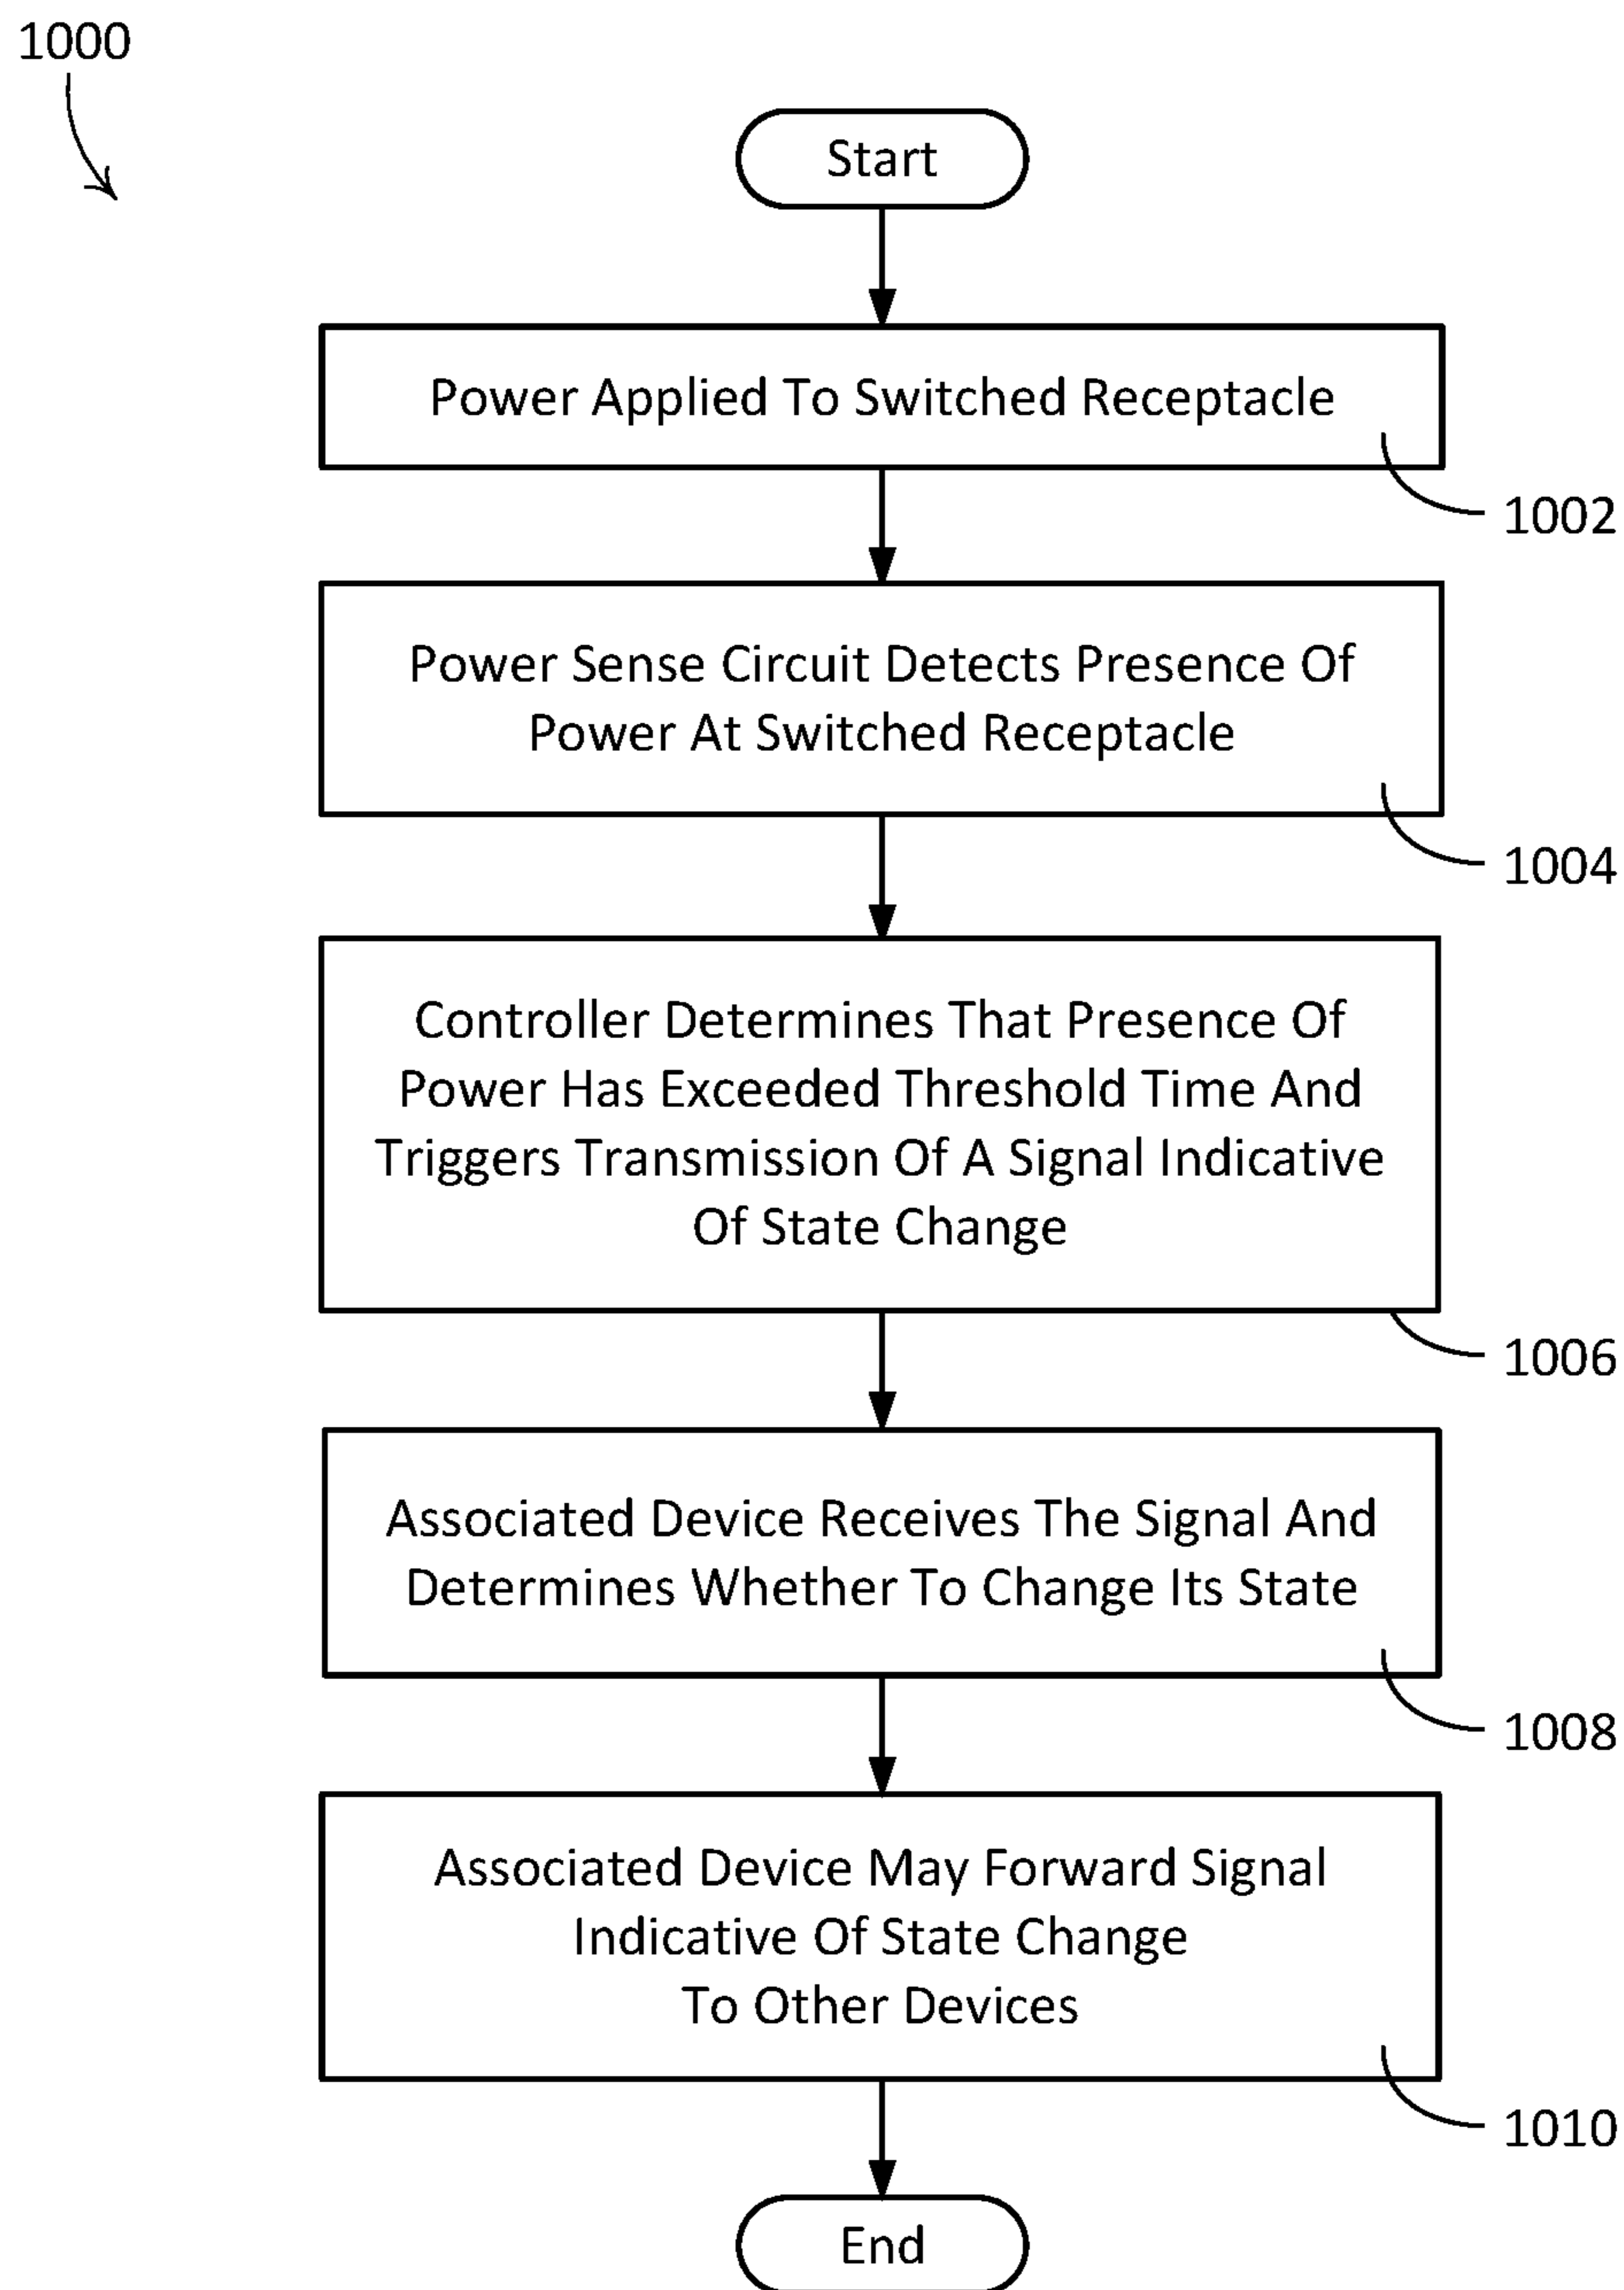 1000
Start
Power Applied To Switched Receptacle
1002
Power Sense Circuit Detects Presence Of
Power At Switched Receptacle
1004
Controller Determines That Presence Of
Power Has Exceeded Threshold Time And
Triggers Transmission Of A Signal Indicative
Of State Change
1006
Associated Device Receives The Signal And
Determines Whether To Change Its State
1008
Associated Device May Forward Signal
Indicative Of State Change
To Other Devices
1010
End